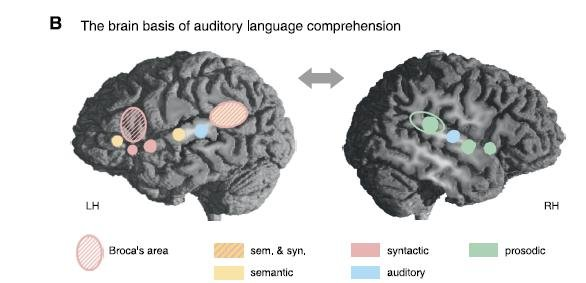 B The brain basis of auditory language comprehension
LH
RH
Broca's area
sem. & syn.
syntactic
prosodic
semantic
auditory